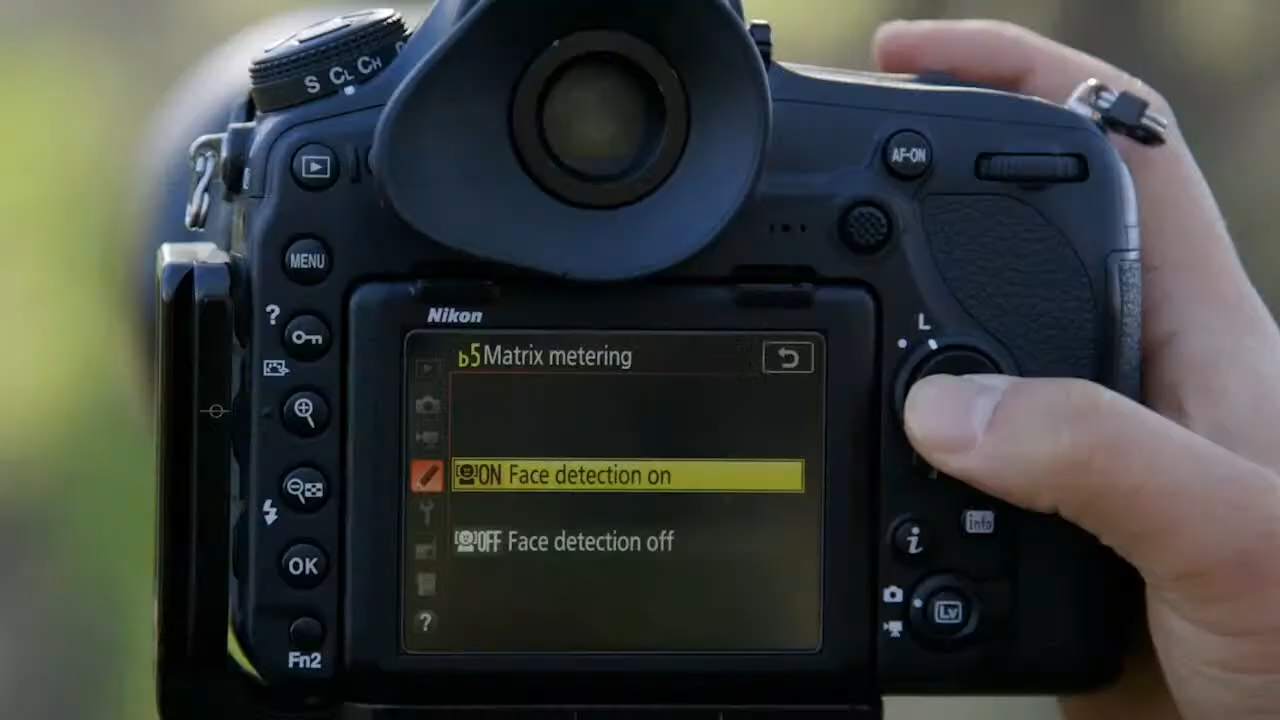 S CL CH
AF-ON
MENU
?
L
Nikon
b5 Matrix metering
ON Face detection on
OFF Face detection off
?
info
i
OK
Lv
Fn2